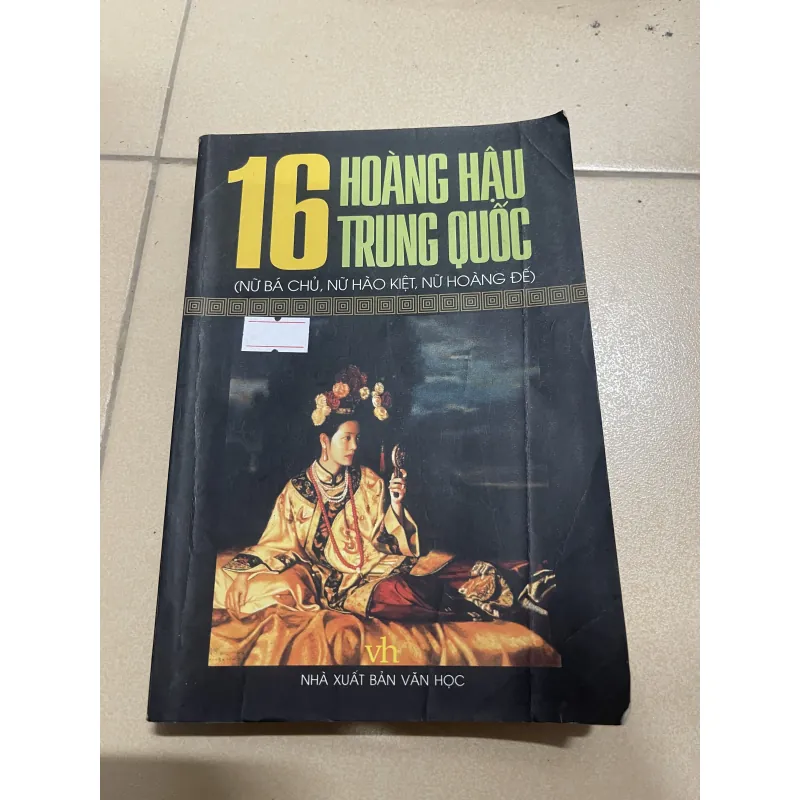 16 HOÀNG HẬU
TRUNG QUỐC
(NỮ BÁ CHỦ, NỮ HÀO KIỆT, NỮ HOÀNG ĐẾ)
vh
NHÀ XUẤT BẢN VĂN HỌC